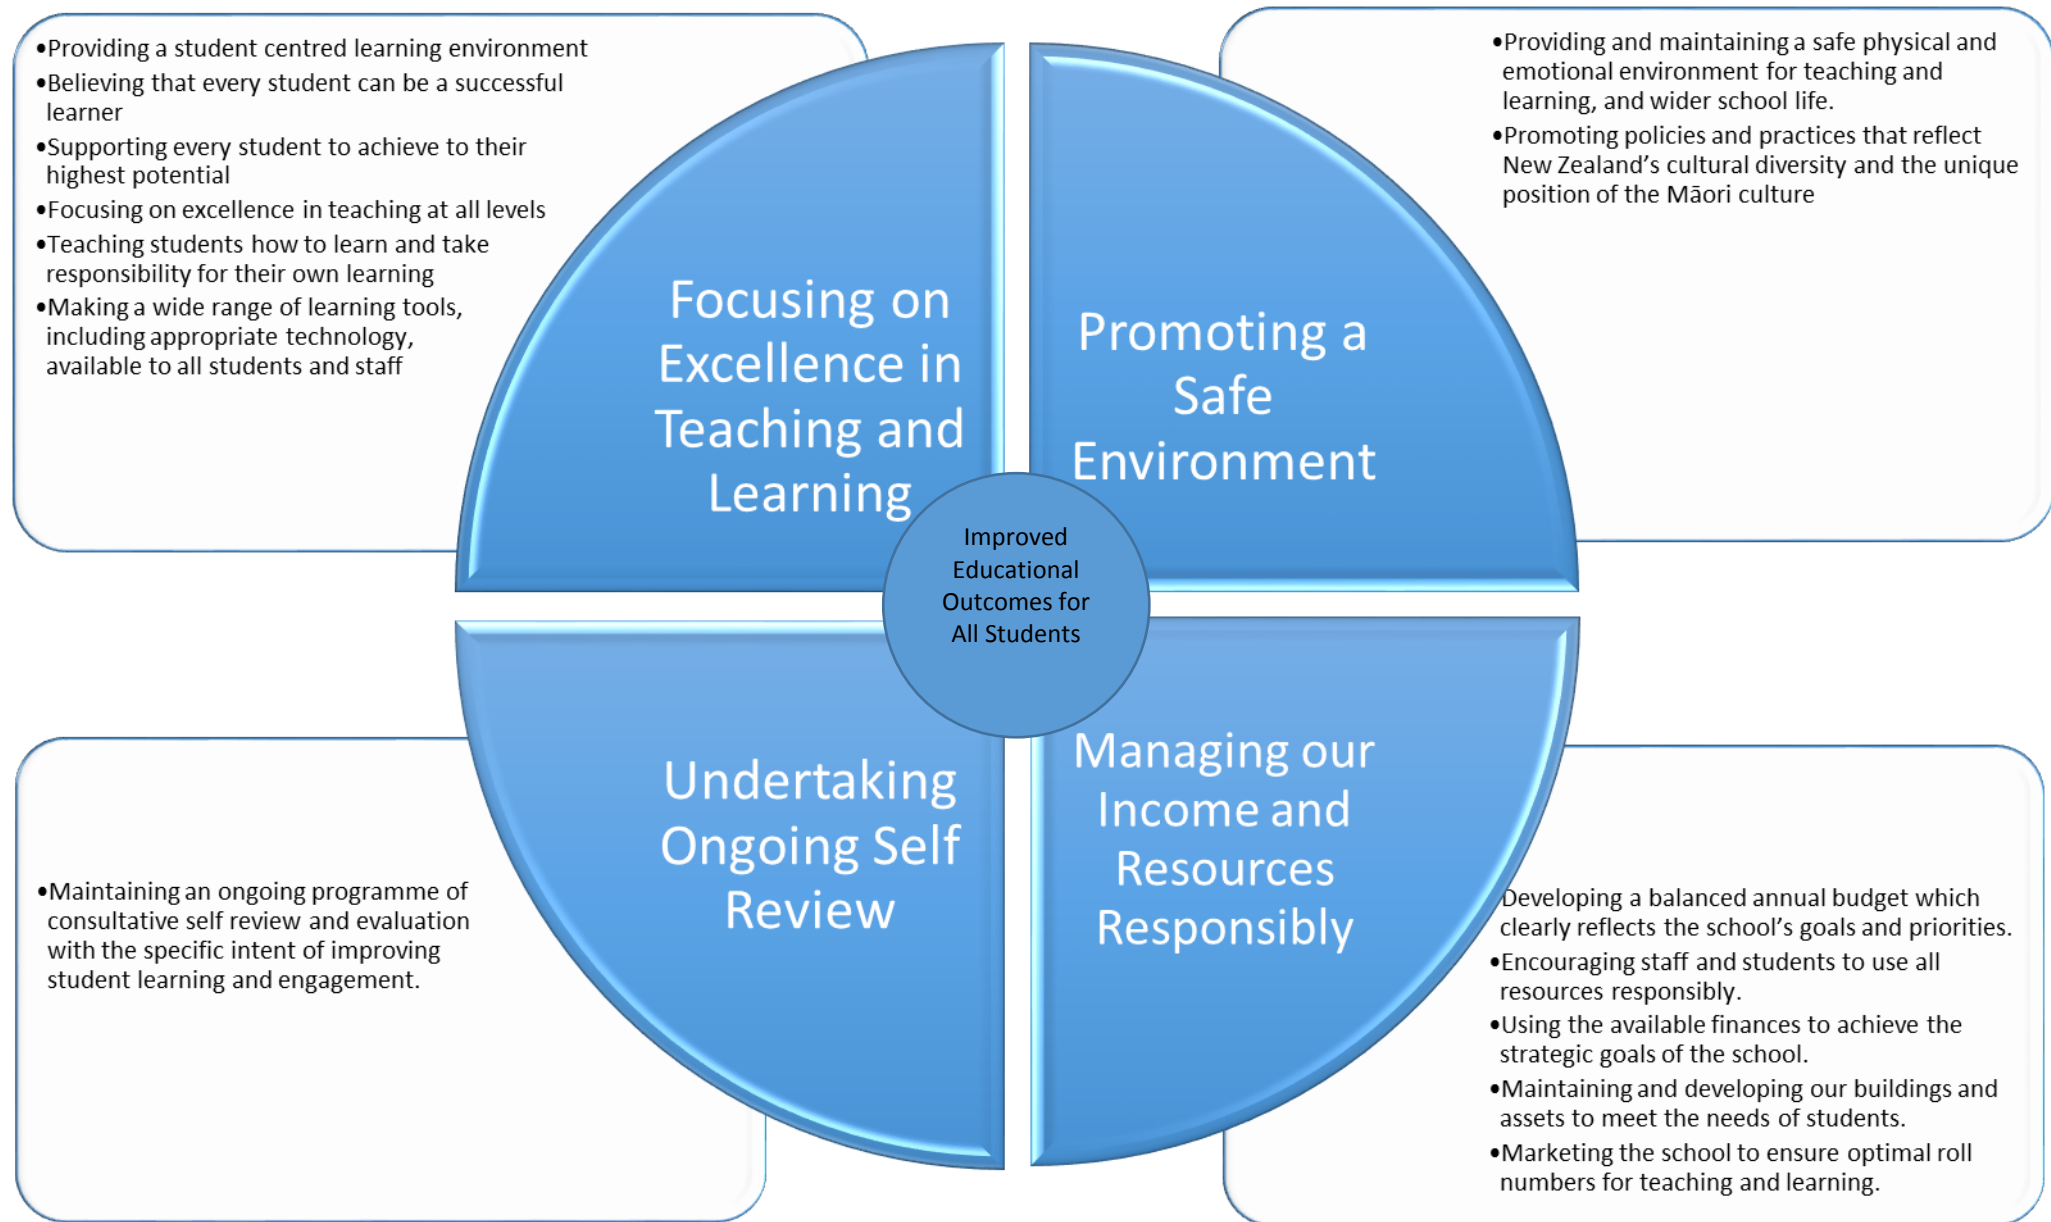 •Providing a student centred learning environment
•Believing that every student can be a successful
learner
•Supporting every student to achieve to their
highest potential
•Focusing on excellence in teaching at all levels
•Teaching students how to learn and take
responsibility for their own learning
•Making a wide range of learning tools,
including appropriate technology,
available to all students and staff
•Providing and maintaining a safe physical and
emotional environment for teaching and
learning, and wider school life.
•Promoting policies and practices that reflect
New Zealand’s cultural diversity and the unique
position of the Māori culture
Focusing on
Excellence in
Teaching and
Learning
Promoting a
Safe
Environment
Improved
Educational
Outcomes for
All Students
Undertaking
Ongoing Self
Review
Managing our
Income and
Resources
Responsibly
•Maintaining an ongoing programme of
consultative self review and evaluation
with the specific intent of improving
student learning and engagement.
Developing a balanced annual budget which
clearly reflects the school’s goals and priorities.
•Encouraging staff and students to use all
resources responsibly.
•Using the available finances to achieve the
strategic goals of the school.
•Maintaining and developing our buildings and
assets to meet the needs of students.
•Marketing the school to ensure optimal roll
numbers for teaching and learning.